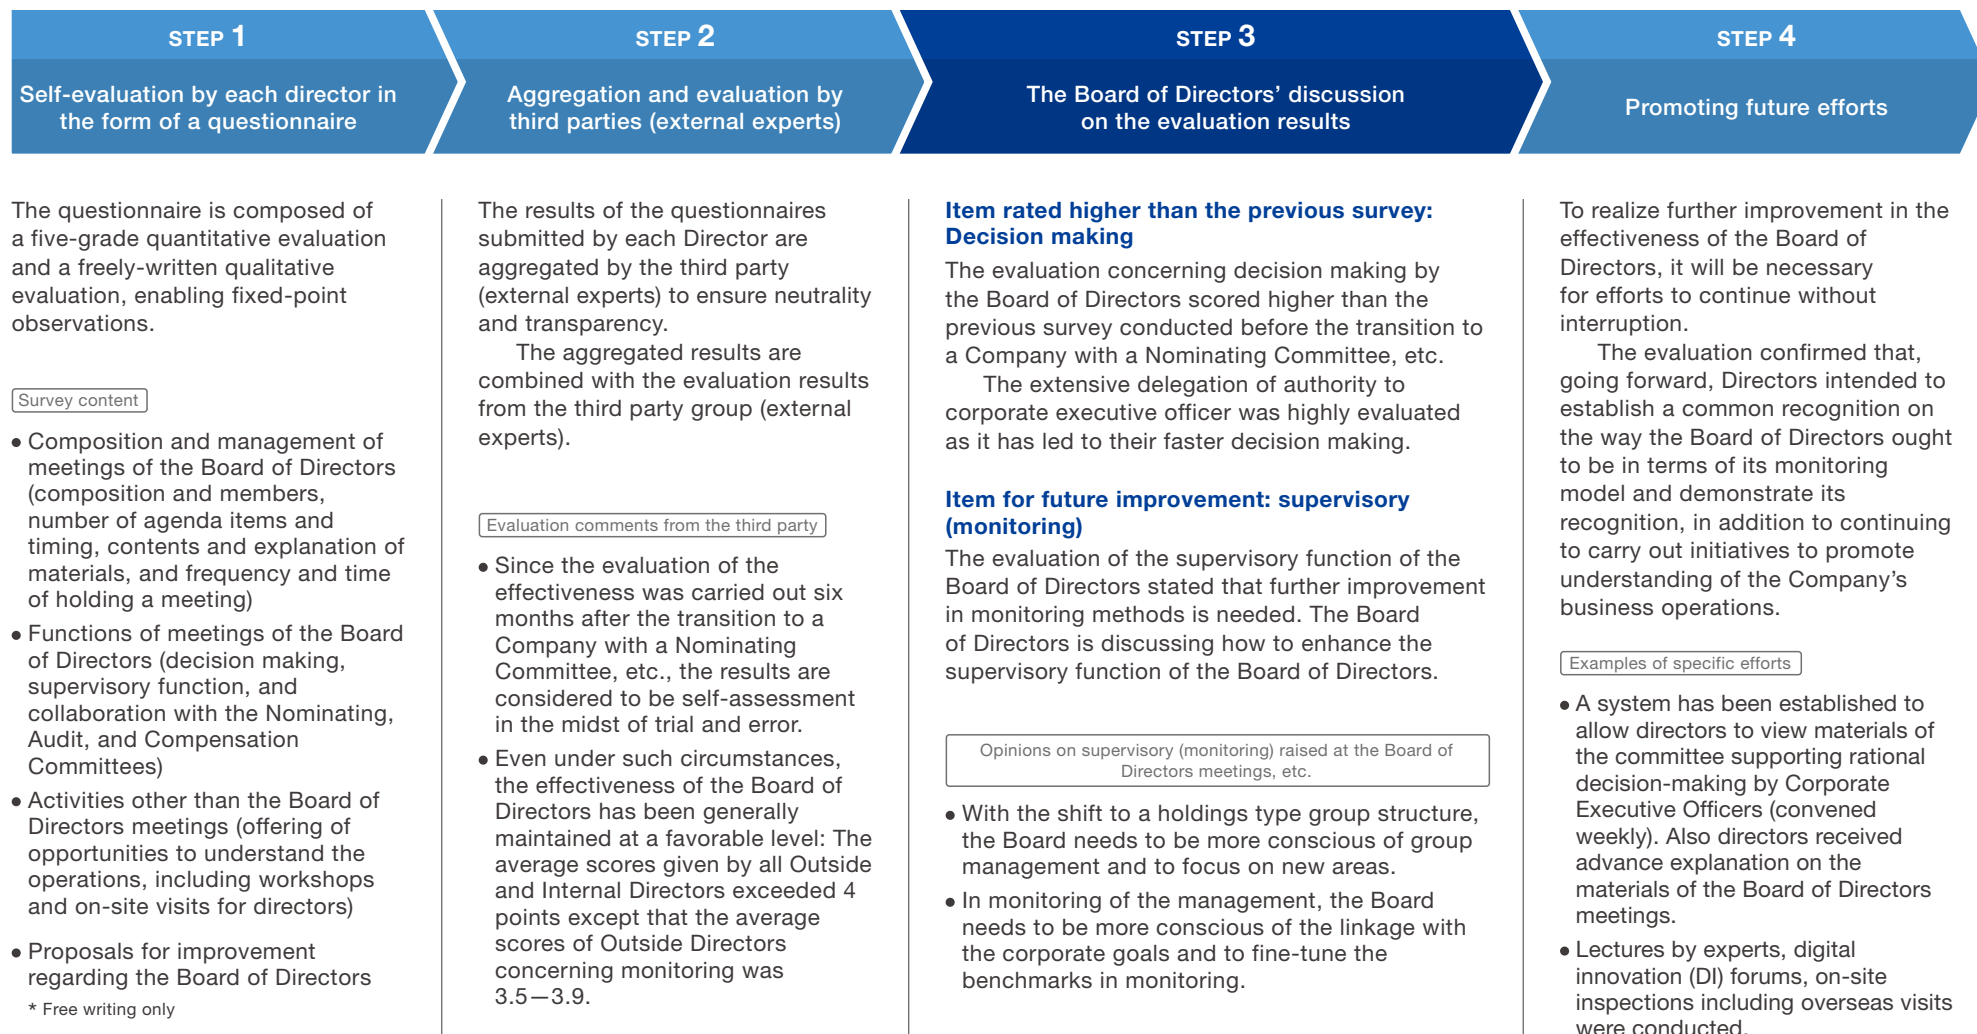 STEP 1
Self-evaluation by each director in
the form of a questionnaire
The questionnaire is composed of
a five-grade quantitative evaluation
and a freely-written qualitative
evaluation, enabling fixed-point
observations.
Survey content
• Composition and management of
meetings of the Board of Directors
(composition and members,
number of agenda items and
timing, contents and explanation of
materials, and frequency and time
of holding a meeting)
• Functions of meetings of the Board
of Directors (decision making,
supervisory function, and
collaboration with the Nominating,
Audit, and Compensation
Committees)
• Activities other than the Board of
Directors meetings (offering of
opportunities to understand the
operations, including workshops
and on-site visits for directors)
• Proposals for improvement
regarding the Board of Directors
* Free writing only
STEP 2
Aggregation and evaluation by
third parties (external experts)
The results of the questionnaires
submitted by each Director are
aggregated by the third party
(external experts) to ensure neutrality
and transparency.
The aggregated results are
combined with the evaluation results
from the third party group (external
experts).
Evaluation comments from the third party
• Since the evaluation of the
effectiveness was carried out six
months after the transition to a
Company with a Nominating
Committee, etc., the results are
considered to be self-assessment
in the midst of trial and error.
• Even under such circumstances,
the effectiveness of the Board of
Directors has been generally
maintained at a favorable level: The
average scores given by all Outside
and Internal Directors exceeded 4
points except that the average
scores of Outside Directors
concerning monitoring was
3.5—3.9.
STEP 3
The Board of Directors’ discussion
on the evaluation results
Item rated higher than the previous survey:
Decision making
The evaluation concerning decision making by
the Board of Directors scored higher than the
previous survey conducted before the transition to
a Company with a Nominating Committee, etc.
The extensive delegation of authority to
corporate executive officer was highly evaluated
as it has led to their faster decision making.
Item for future improvement: supervisory
(monitoring)
The evaluation of the supervisory function of the
Board of Directors stated that further improvement
in monitoring methods is needed. The Board
of Directors is discussing how to enhance the
supervisory function of the Board of Directors.
Opinions on supervisory (monitoring) raised at the Board of
Directors meetings, etc.
• With the shift to a holdings type group structure,
the Board needs to be more conscious of group
management and to focus on new areas.
• In monitoring of the management, the Board
needs to be more conscious of the linkage with
the corporate goals and to fine-tune the
benchmarks in monitoring.
STEP 4
Promoting future efforts
To realize further improvement in the
effectiveness of the Board of
Directors, it will be necessary
for efforts to continue without
interruption.
The evaluation confirmed that,
going forward, Directors intended to
establish a common recognition on
the way the Board of Directors ought
to be in terms of its monitoring
model and demonstrate its
recognition, in addition to continuing
to carry out initiatives to promote
understanding of the Company’s
business operations.
Examples of specific efforts
• A system has been established to
allow directors to view materials of
the committee supporting rational
decision-making by Corporate
Executive Officers (convened
weekly). Also directors received
advance explanation on the
materials of the Board of Directors
meetings.
• Lectures by experts, digital
innovation (DI) forums, on-site
inspections including overseas visits
were conducted.